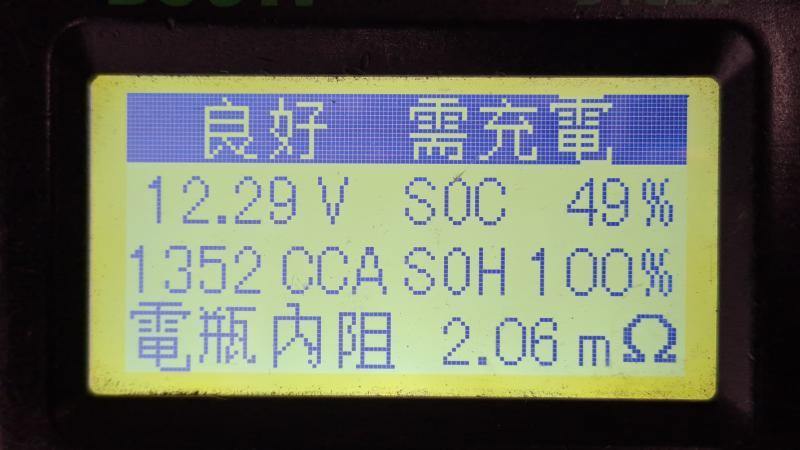 良好 需充電
12.29 V SOC 49%
1352 CCA SOH 100%
電瓶內阻 2.06 mΩ